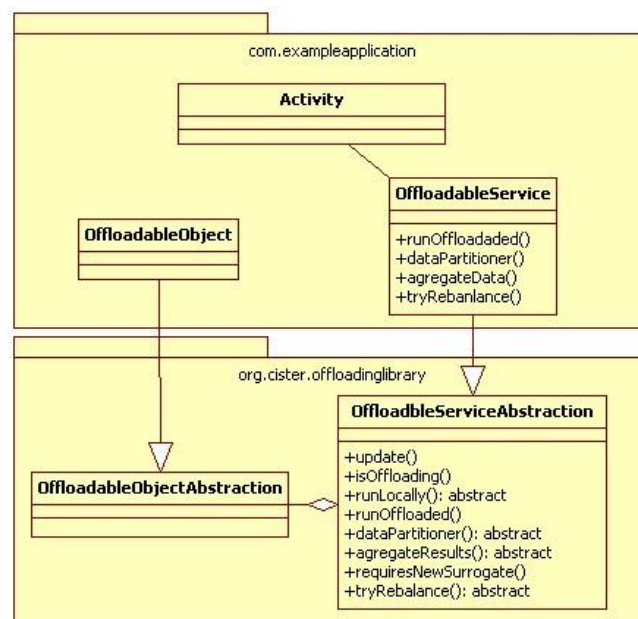 com.exampleapplication
Activity
OffloadableService
+runOffloadaded()
+dataPartitioner()
+agregateData()
+tryRebanlance()
OffloadableObject
org.cister.offloadinglibrary
OffloadbleServiceAbstraction
+update()
+isOffloading()
+runLocally(): abstract
+runOffloaded()
+dataPartitioner(): abstract
+agregateResults(): abstract
+requiresNewSurrogate()
+tryRebalance(): abstract
OffloadableObjectAbstraction